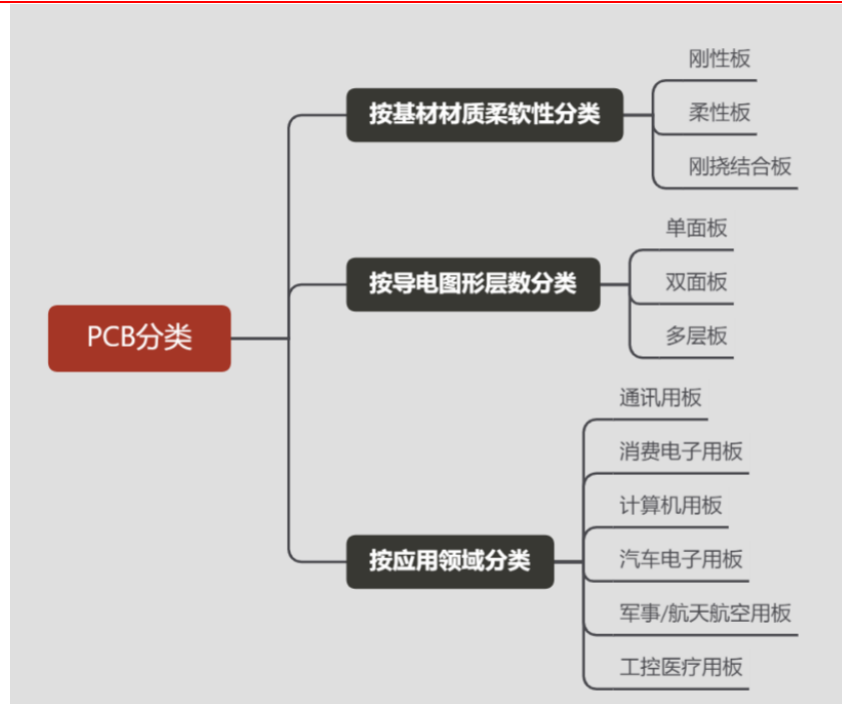 PCB分类
按基材材质柔软性分类
刚性板
柔性板
刚挠结合板
按导电图形层数分类
单面板
双面板
多层板
按应用领域分类
通讯用板
消费电子用板
计算机用板
汽车电子用板
军事/航天航空用板
工控医疗用板